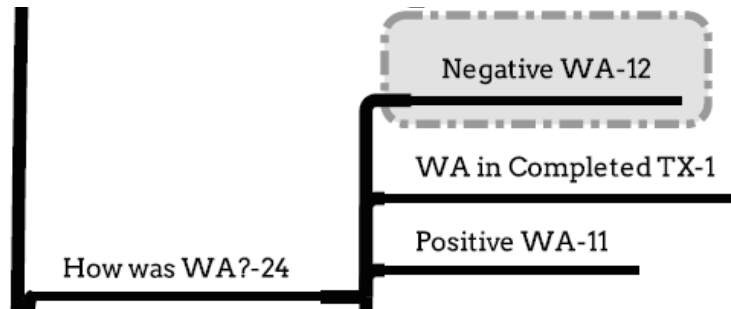 Negative WA-12
WA in Completed TX-1
Positive WA-11
How was WA?-24